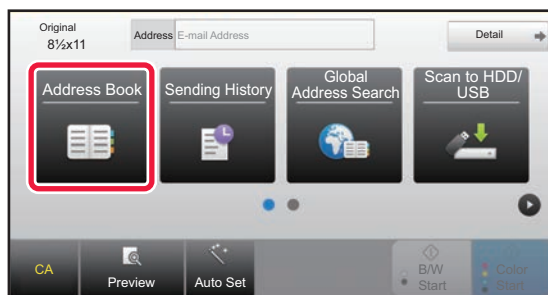 Original
8½x11
Address E-mail Address
Detail
Address Book
Sending History
Global
Address Search
Scan to HDD/
USB
CA
Preview
Auto Set
B/W
Start
Color
Start